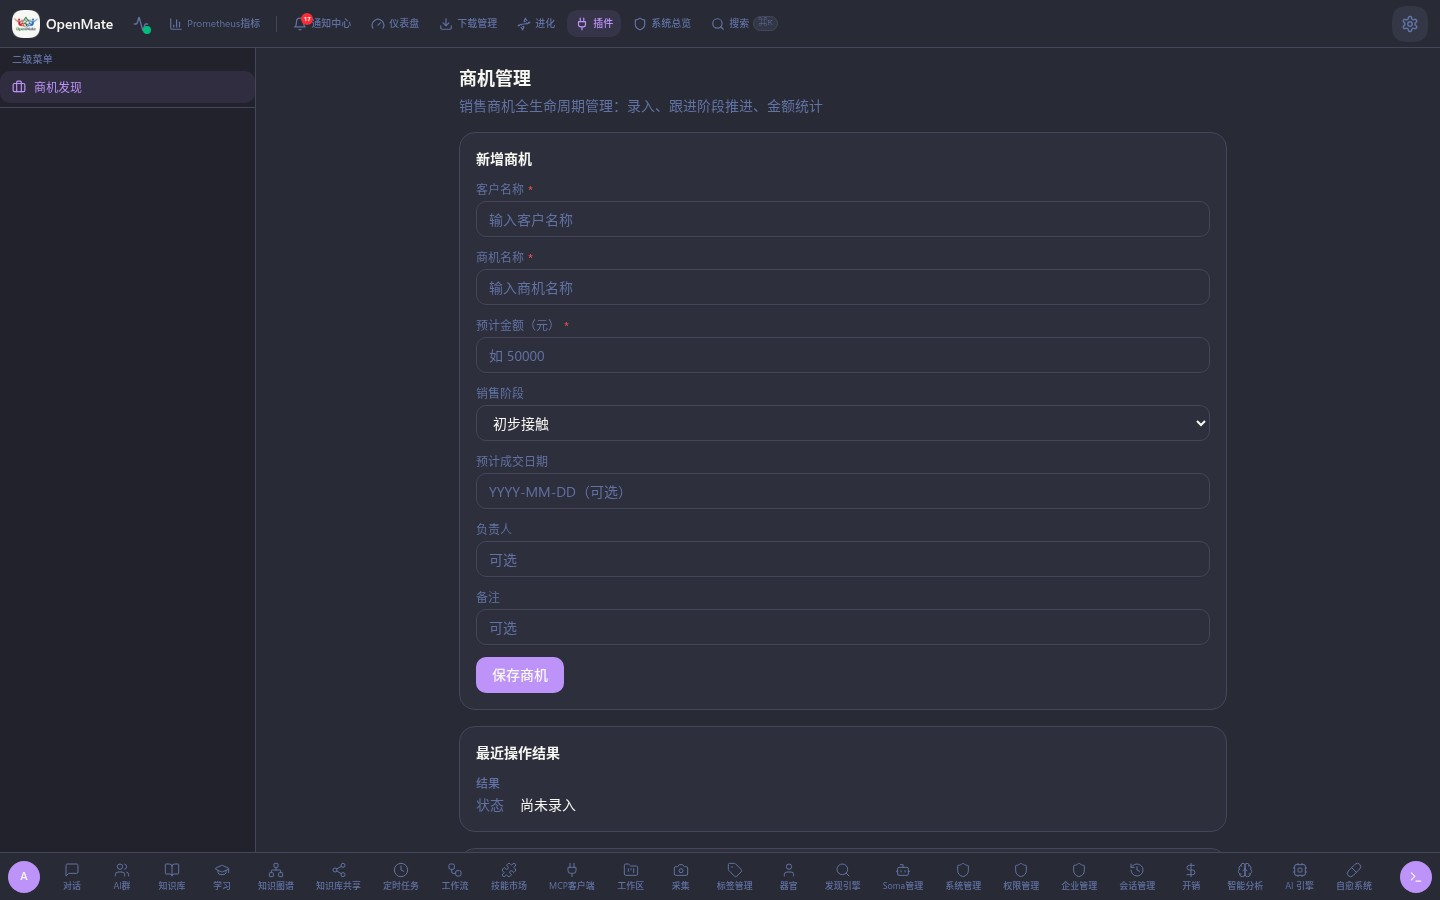 OpenMate
Prometheus指标
17
通知中心
仪表盘
下载管理
进化
插件
系统总览
搜索
二级菜单
商机发现
商机管理
销售商机全生命周期管理：录入、跟进阶段推进、金额统计
新增商机
客户名称 *
输入客户名称
商机名称 *
输入商机名称
预计金额（元） *
如 50000
销售阶段
初步接触
预计成交日期
YYYY-MM-DD（可选）
负责人
可选
备注
可选
保存商机
最近操作结果
结果
状态 尚未录入
A
对话
AI群
知识库
学习
知识图谱
知识库共享
定时任务
工作流
技能市场
MCP客户端
工作区
采集
标签管理
器官
发现引擎
Soma管理
系统管理
权限管理
企业管理
会话管理
开销
智能分析
AI 引擎
自愈系统